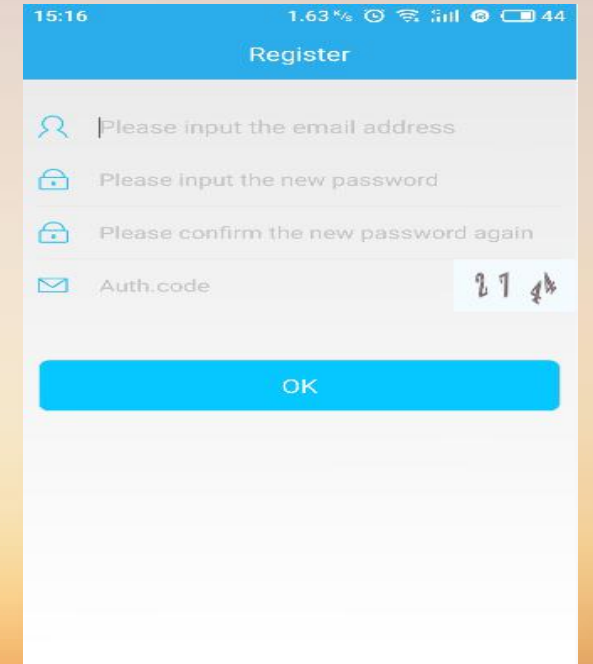 15:16 1.63 K/s 44
Register
Please input the email address
Please input the new password
Please confirm the new password again
Auth.code
OK